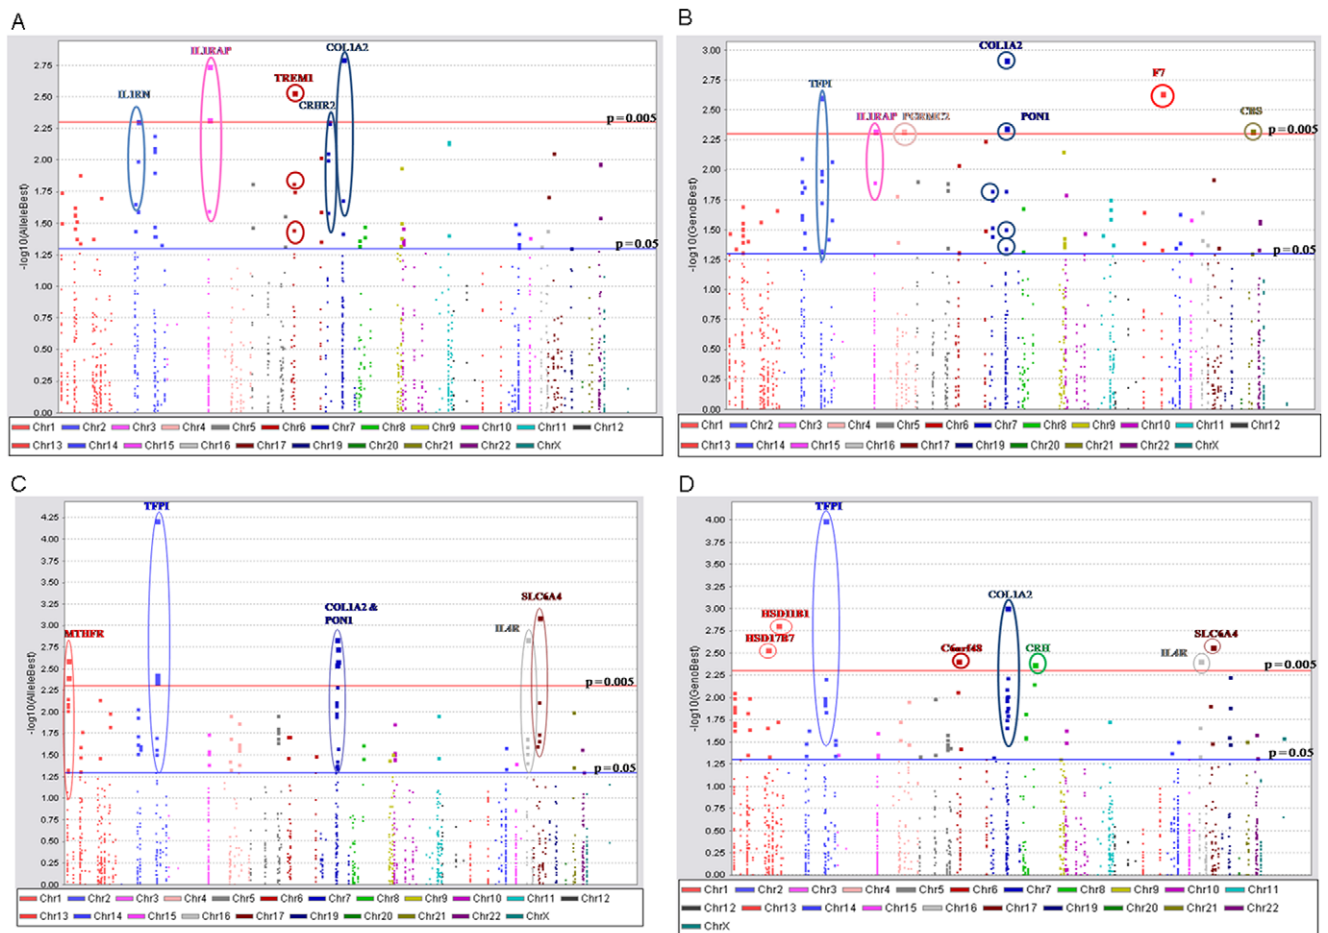 A
-log10(AlleleBest)
2.75
2.50
2.25
2.00
1.75
1.50
1.25
1.00
0.75
0.50
0.25
0.00
IL1RN
IL1RAP
TREM1
CRHR2
COL1A2
p=0.005
p=0.05
Chr1 Chr2 Chr3 Chr4 Chr5 Chr6 Chr7 Chr8 Chr9 Chr10 Chr11 Chr12
Chr13 Chr14 Chr15 Chr16 Chr17 Chr19 Chr20 Chr21 Chr22 ChrX
B
-log10(GenoBest)
3.00
2.75
2.50
2.25
2.00
1.75
1.50
1.25
1.00
0.75
0.50
0.25
0.00
TFPI
IL1RAP
PGRMC2
COL1A2
PON1
F7
CBS
p=0.005
p=0.05
Chr1 Chr2 Chr3 Chr4 Chr5 Chr6 Chr7 Chr8 Chr9 Chr10 Chr11 Chr12
Chr13 Chr14 Chr15 Chr16 Chr17 Chr19 Chr20 Chr21 Chr22 ChrX
C
-log10(AlleleBest)
4.25
4.00
3.75
3.50
3.25
3.00
2.75
2.50
2.25
2.00
1.75
1.50
1.25
1.00
0.75
0.50
0.25
0.00
MTHFR
TFPI
COL1A2 &
PON1
IL4R
SLC6A4
p=0.005
p=0.05
Chr1 Chr2 Chr3 Chr4 Chr5 Chr6 Chr7 Chr8 Chr9 Chr10 Chr11 Chr12
Chr13 Chr14 Chr15 Chr16 Chr17 Chr19 Chr20 Chr21 Chr22 ChrX
D
-log10(GenoBest)
4.00
3.75
3.50
3.25
3.00
2.75
2.50
2.25
2.00
1.75
1.50
1.25
1.00
0.75
0.50
0.25
0.00
HSD11B1
HSD17B7
TFPI
C6orf48
COL1A2
CRH
IL4R
SLC6A4
p=0.005
p=0.05
Chr1 Chr2 Chr3 Chr4 Chr5 Chr6 Chr7 Chr8 Chr9 Chr10 Chr11
Chr12 Chr13 Chr14 Chr15 Chr16 Chr17 Chr19 Chr20 Chr21 Chr22
ChrX